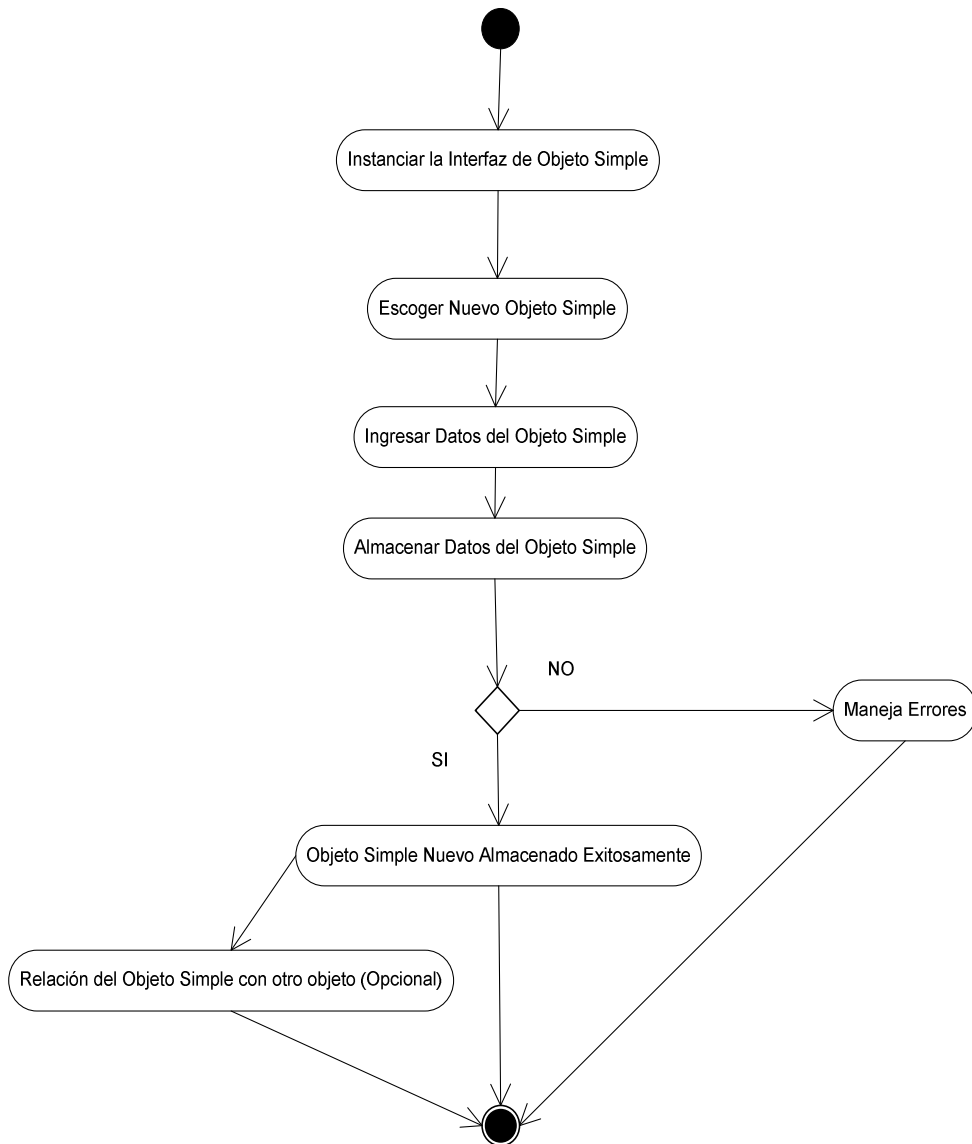 Instanciar la Interfaz de Objeto Simple
Escoger Nuevo Objeto Simple
Ingresar Datos del Objeto Simple
Almacenar Datos del Objeto Simple
NO
Maneja Errores
SI
Objeto Simple Nuevo Almacenado Exitosamente
Relación del Objeto Simple con otro objeto (Opcional)